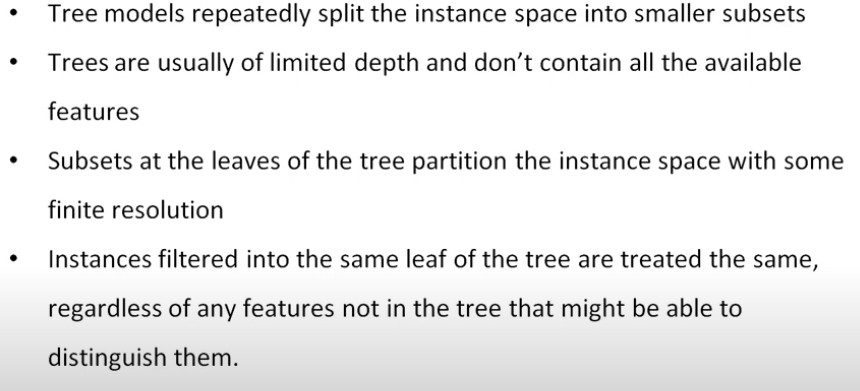 • Tree models repeatedly split the instance space into smaller subsets
• Trees are usually of limited depth and don't contain all the available
features
• Subsets at the leaves of the tree partition the instance space with some
finite resolution
• Instances filtered into the same leaf of the tree are treated the same,
regardless of any features not in the tree that might be able to
distinguish them.